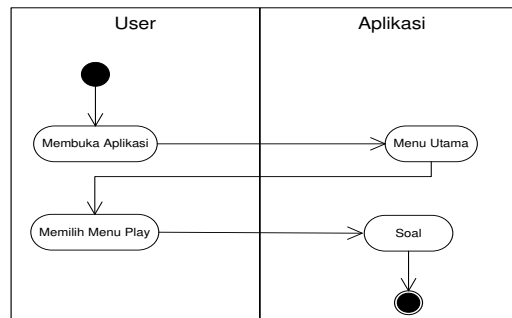 User
Aplikasi
Membuka Aplikasi
Menu Utama
Memilih Menu Play
Soal